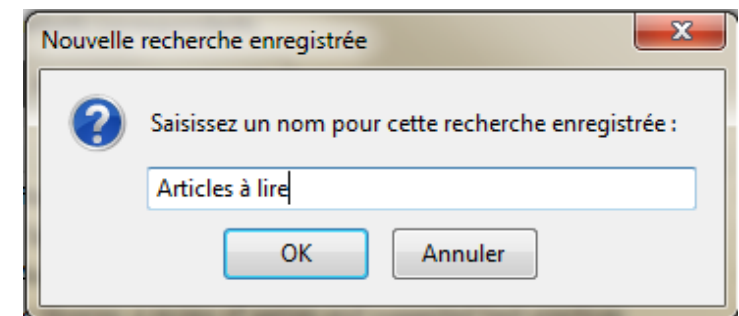 Nouvelle recherche enregistrée
Saisissez un nom pour cette recherche enregistrée :
Articles à lire
OK
Annuler